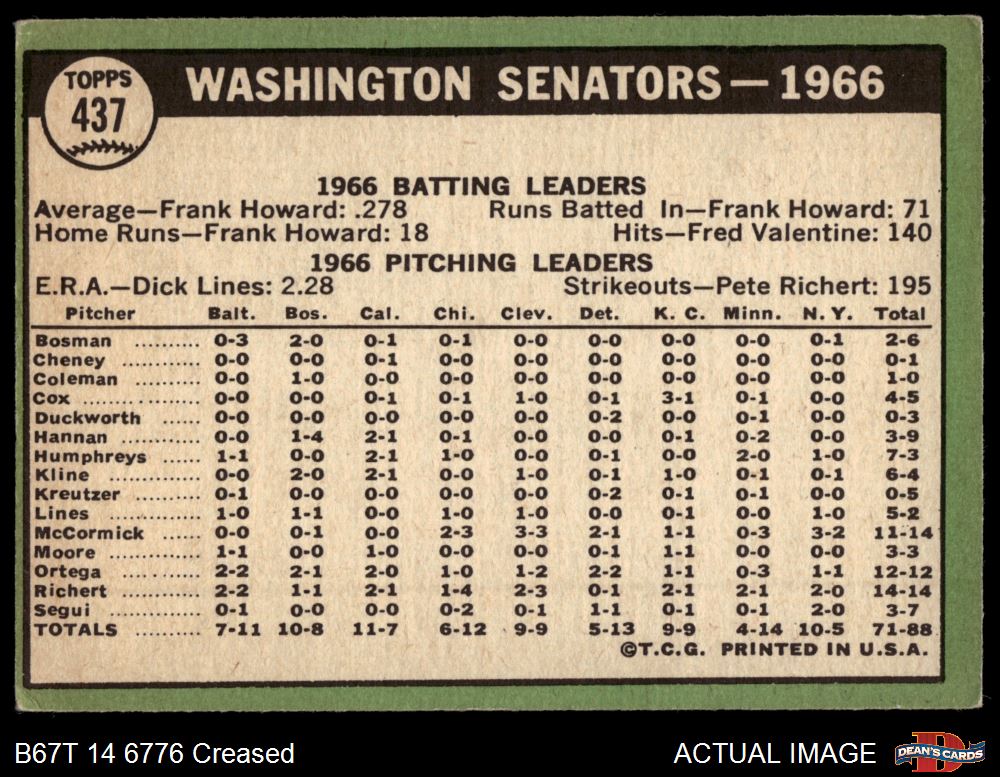 TOPPS
437
WASHINGTON SENATORS — 1966
1966 BATTING LEADERS
Average—Frank Howard: .278 Runs Batted In—Frank Howard: 71
Home Runs—Frank Howard: 18 Hits—Fred Valentine: 140
1966 PITCHING LEADERS
E.R.A.—Dick Lines: 2.28 Strikeouts—Pete Richert: 195
Pitcher Balt. Bos. Cal. Chi. Clev. Det. K. C. Minn. N. Y. Total
Bosman .......... 0-3 2-0 0-1 0-1 0-0 0-0 0-0 0-0 0-1 2-6
Cheney .......... 0-0 0-0 0-1 0-0 0-0 0-0 0-0 0-0 0-0 0-1
Coleman .......... 0-0 1-0 0-0 0-0 0-0 0-0 0-0 0-0 0-0 1-0
Cox .............. 0-0 0-0 0-1 0-1 1-0 0-1 3-1 0-1 0-0 4-5
Duckworth ...... 0-0 0-0 0-0 0-0 0-0 0-2 0-0 0-1 0-0 0-3
Hannan .......... 0-0 1-4 2-1 0-1 0-0 0-0 0-1 0-2 0-0 3-9
Humphreys ...... 1-1 0-0 2-1 1-0 0-0 0-1 0-0 2-0 1-0 7-3
Kline ............ 0-0 2-0 2-1 0-0 1-0 0-1 1-0 0-1 0-1 6-4
Kreutzer .......... 0-1 0-0 0-0 0-0 0-0 0-2 0-1 0-1 0-0 0-5
Lines ............ 1-0 1-1 0-0 1-0 1-0 0-0 0-1 0-0 1-0 5-2
McCormick ...... 0-0 0-1 0-0 2-3 3-3 2-1 1-1 0-3 3-2 11-14
Moore ............ 1-1 0-0 1-0 0-0 0-0 0-1 1-1 0-0 0-0 3-3
Ortega ........... 2-2 2-1 2-0 1-0 1-2 2-2 1-1 0-3 1-1 12-12
Richert .......... 2-2 1-1 2-1 1-4 2-3 0-1 2-1 2-1 2-0 14-14
Segui ............ 0-1 0-0 0-0 0-2 0-1 1-1 0-1 0-1 2-0 3-7
TOTALS .......... 7-11 10-8 11-7 6-12 9-9 5-13 9-9 4-14 10-5 71-88
©T.C.G. PRINTED IN U.S.A.
B67T 14 6776 Creased ACTUAL IMAGE
DEAN'S CARDS